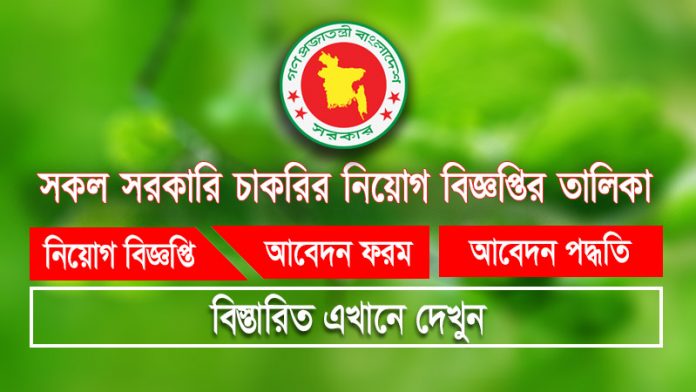 গণপ্রজাতন্ত্রী বাংলাদেশ
সরকার
সকল সরকারি চাকরির নিয়োগ বিজ্ঞপ্তির তালিকা
নিয়োগ বিজ্ঞপ্তি আবেদন ফরম আবেদন পদ্ধতি
বিস্তারিত এখানে দেখুন